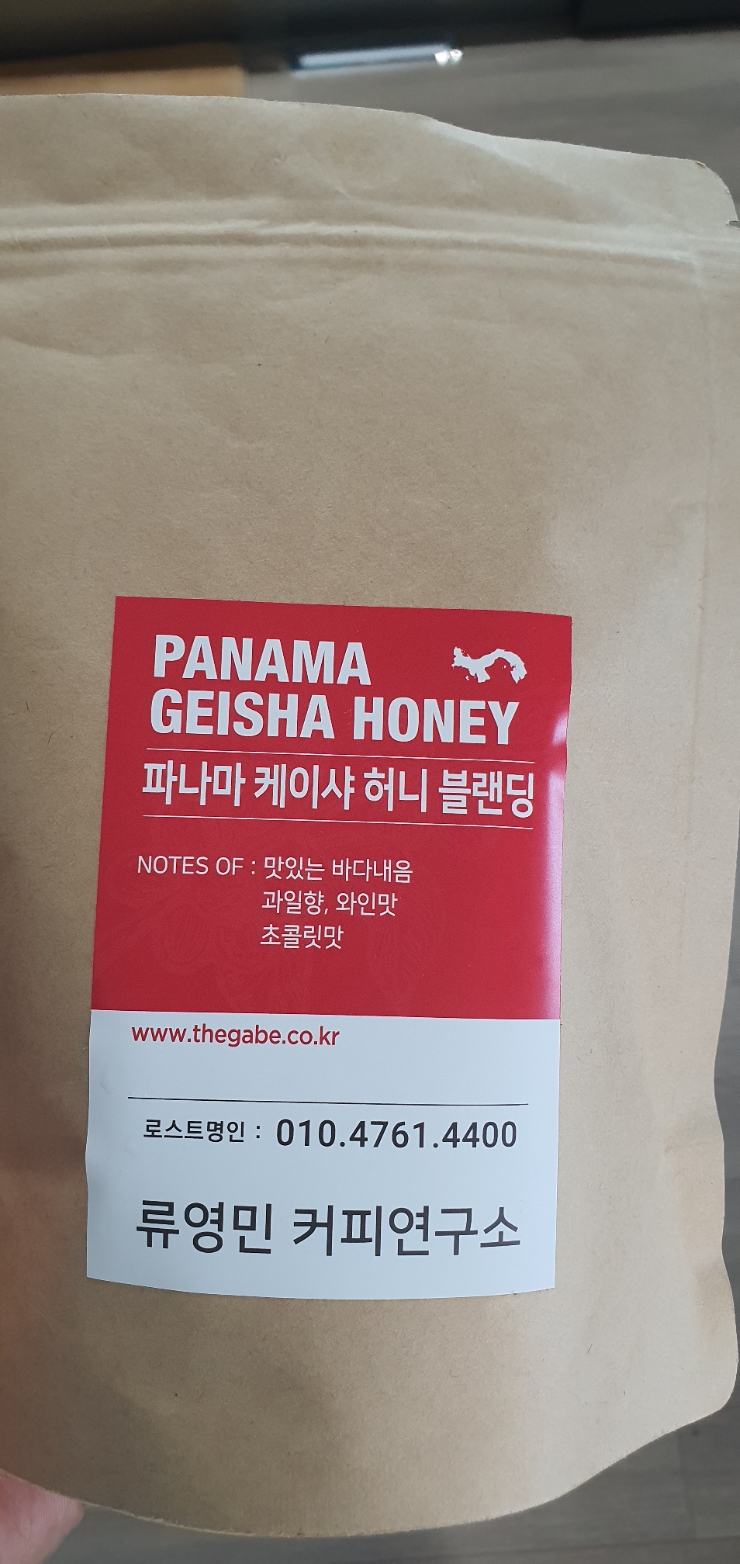 PANAMA
GEISHA HONEY
파나마 케이샤 허니 블랜딩
NOTES OF : 맛있는 바다내음
과일향, 와인맛
초콜릿맛
www.thegabe.co.kr
로스트명인 : 010.4761.4400
류영민 커피연구소